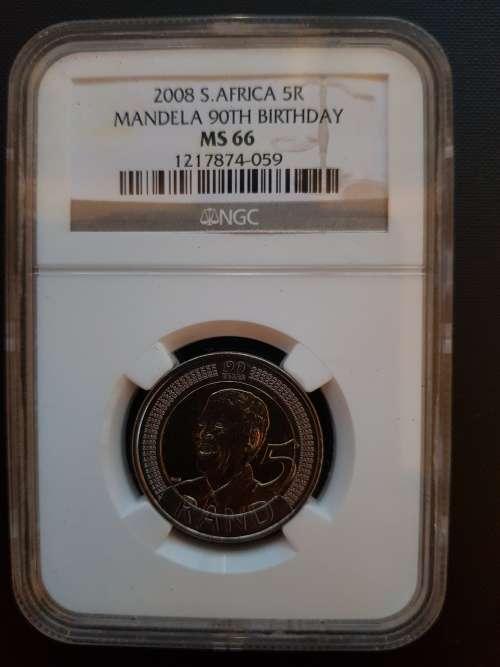 2008 S.AFRICA 5R
MANDELA 90TH BIRTHDAY
MS 66
1217874-059
NGC
90
5
RAND